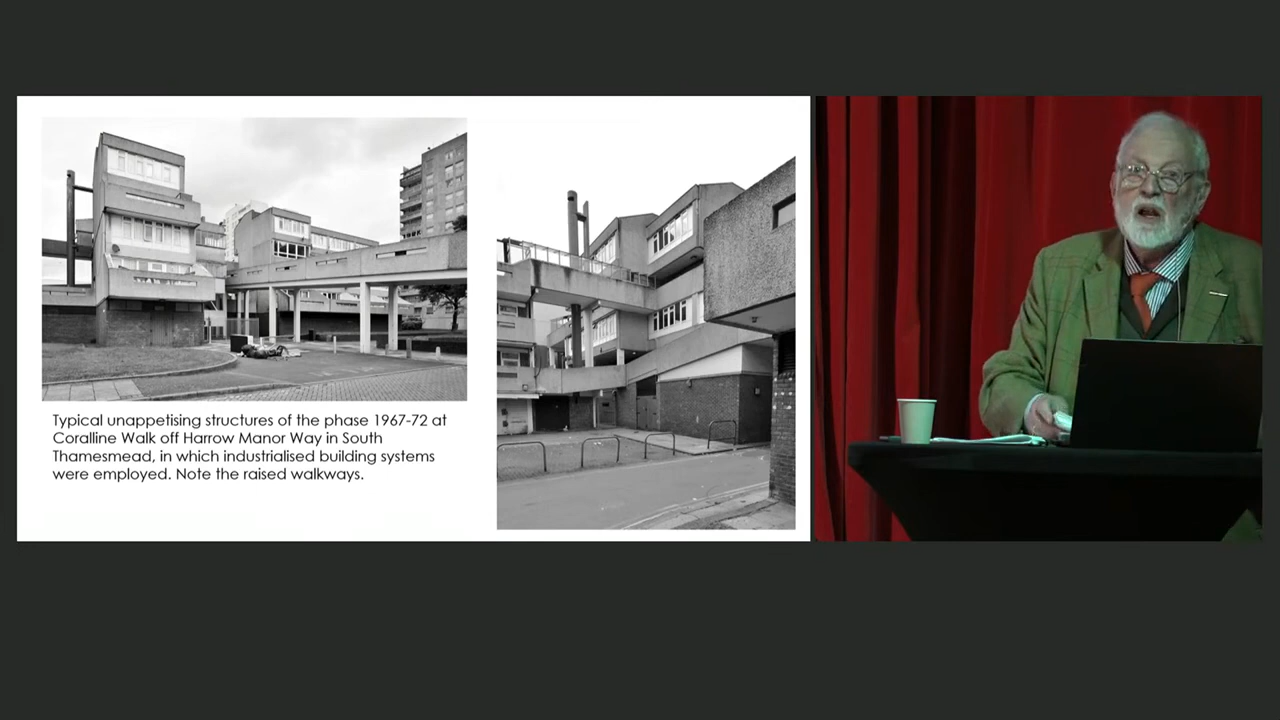 Typical unappetising structures of the phase 1967-72 at
Coralline Walk off Harrow Manor Way in South
Thamesmead, in which industrialised building systems
were employed. Note the raised walkways.